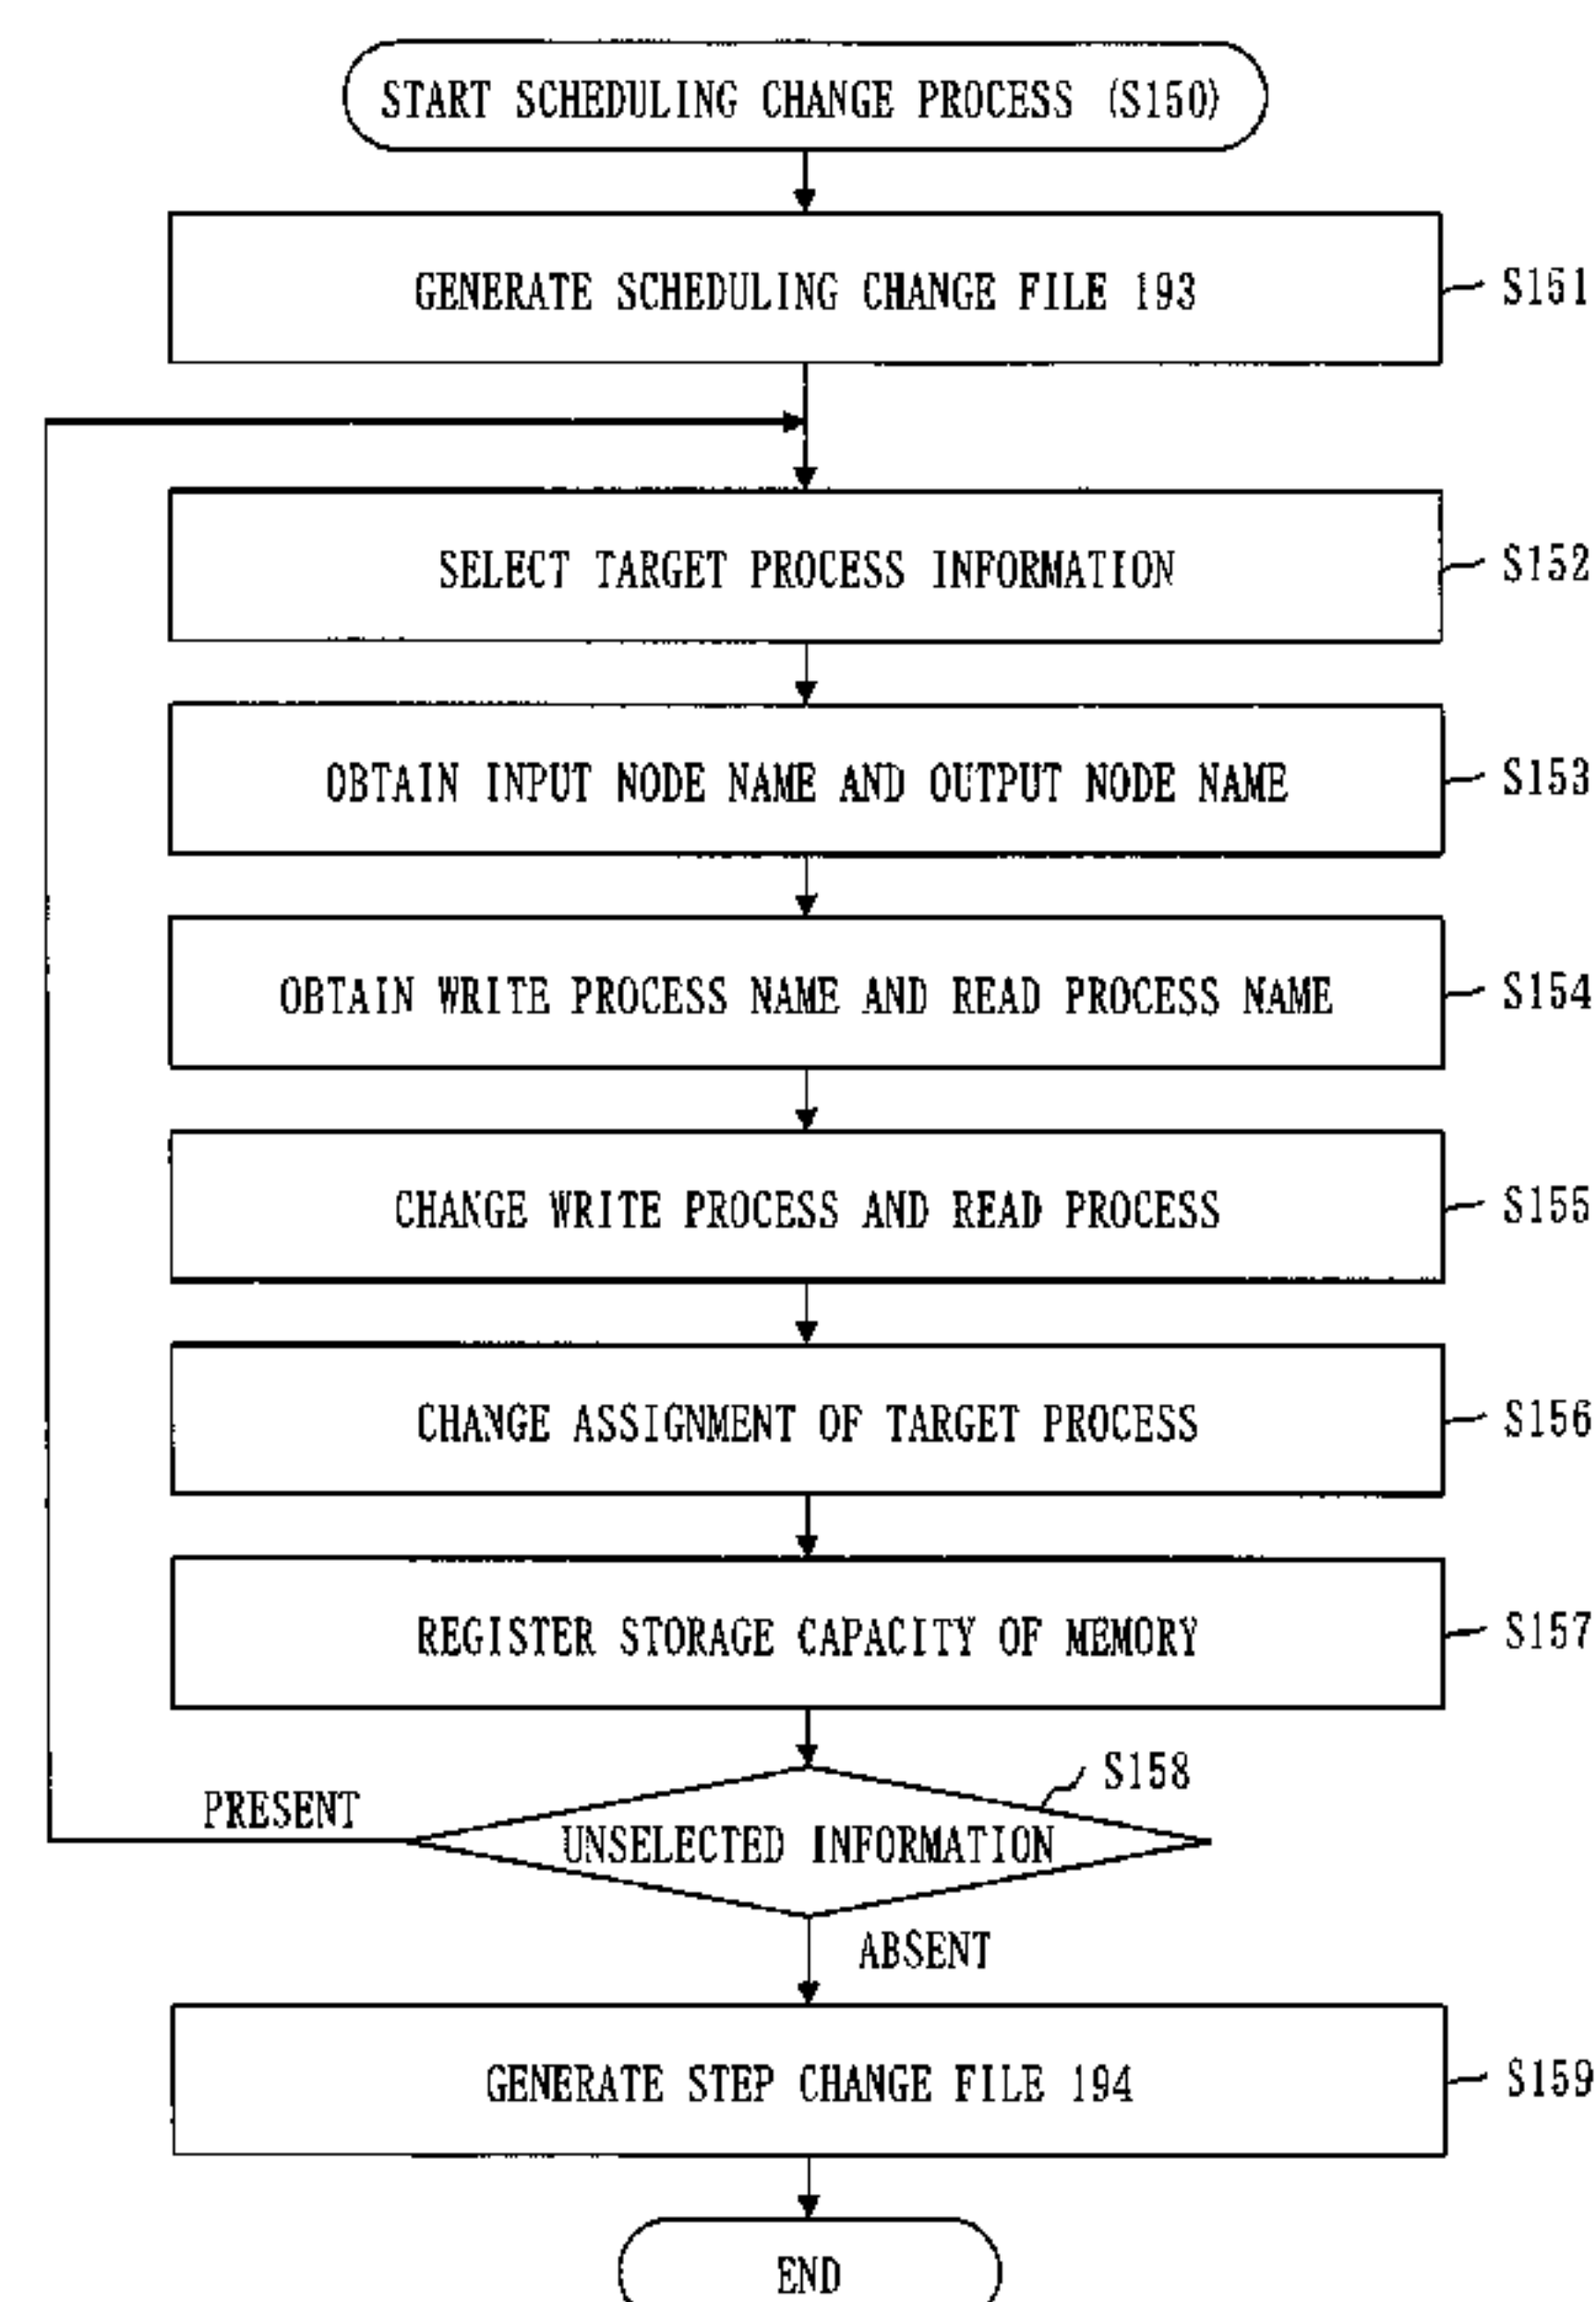 START SCHEDULING CHANGE PROCESS (S150)
GENERATE SCHEDULING CHANGE FILE 193
S151
SELECT TARGET PROCESS INFORMATION
S152
OBTAIN INPUT NODE NAME AND OUTPUT NODE NAME
S153
OBTAIN WRITE PROCESS NAME AND READ PROCESS NAME
S154
CHANGE WRITE PROCESS AND READ PROCESS
S155
CHANGE ASSIGNMENT OF TARGET PROCESS
S156
REGISTER STORAGE CAPACITY OF MEMORY
S157
S158
PRESENT
UNSELECTED INFORMATION
ABSENT
GENERATE STEP CHANGE FILE 194
S159
END